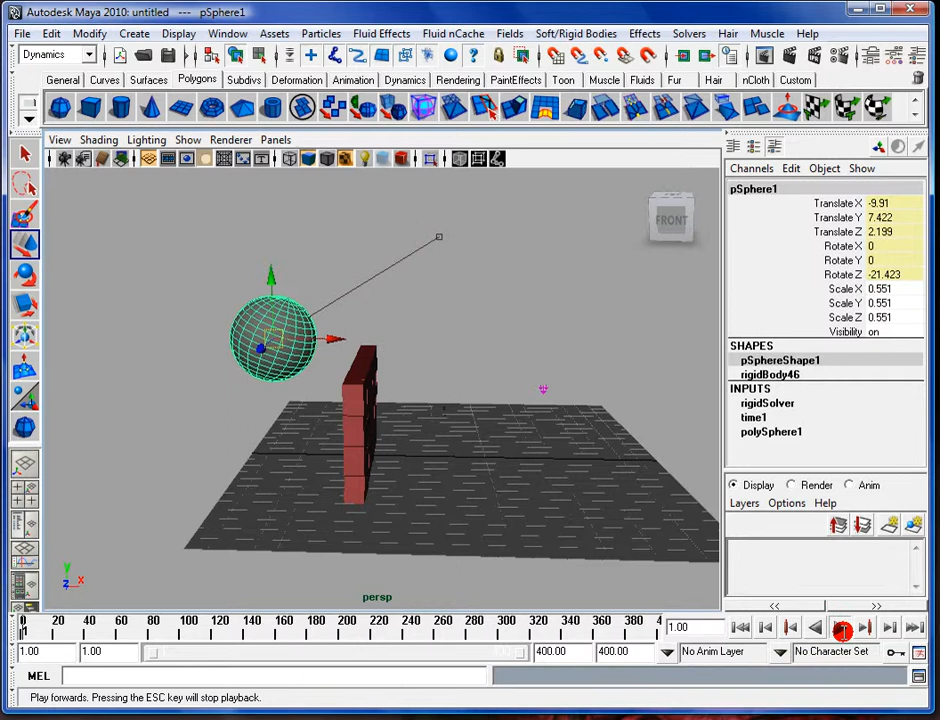 Autodesk Maya 2010: untitled --- pSphere1
File Edit Modify Create Display Window Assets Particles Fluid Effects Fluid nCache Fields Soft/Rigid Bodies Effects Solvers Hair Muscle Help
Dynamics
General Curves Surfaces Polygons Subdivs Deformation Animation Dynamics Rendering PaintEffects Toon Muscle Fluids Fur Hair nCloth Custom
View Shading Lighting Show Renderer Panels
Channels Edit Object Show
pSphere1
Translate X -9.91
Translate Y 7.422
Translate Z 2.199
Rotate X 0
Rotate Y 0
Rotate Z -21.423
Scale X 0.551
Scale Y 0.551
Scale Z 0.551
Visibility on
SHAPES
pSphereShape1
rigidBody46
INPUTS
rigidSolver
time1
polySphere1
FRONT
y
z x
persp
Display Render Anim
Layers Options Help
<< >>
0 20 40 60 80 100 120 140 160 180 200 220 240 260 280 300 320 340 360 380 4
1.00
1.00 1.00 400.00 400.00 No Anim Layer No Character Set
MEL
Play forwards. Pressing the ESC key will stop playback.